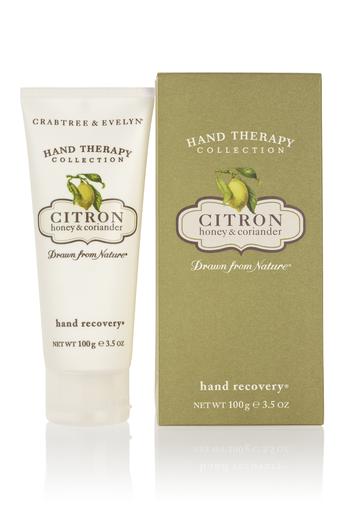 CRABTREE & EVELYN®
HAND THERAPY
COLLECTION
CITRON
honey & coriander
Drawn from Nature®
hand recovery®
NET WT 100g ℮ 3.5 OZ
HAND THERAPY
COLLECTION
CITRON
honey & coriander
Drawn from Nature®
hand recovery®
NET WT 100g ℮ 3.5 OZ